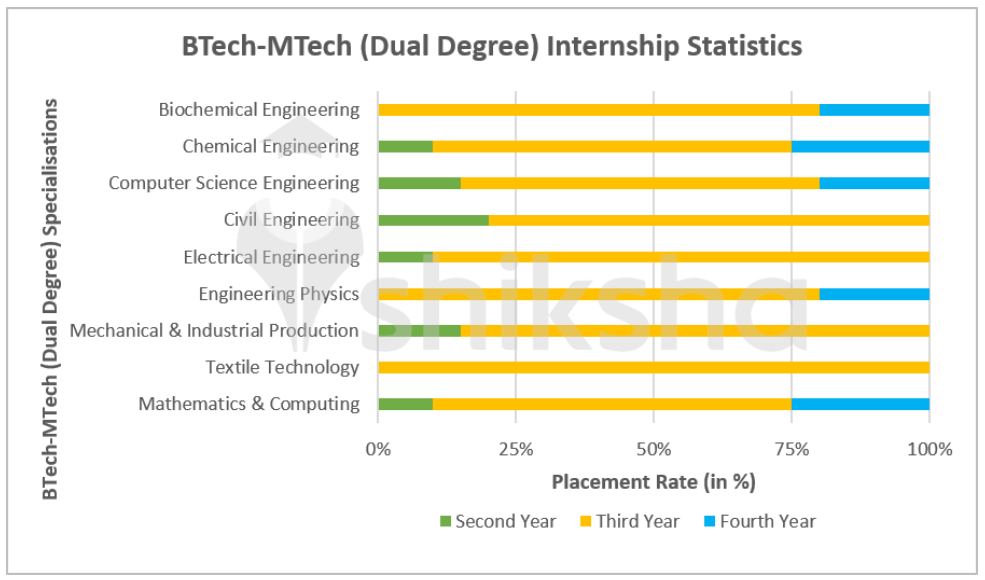 BTech-MTech (Dual Degree) Internship Statistics
BTech-MTech (Dual Degree) Specialisations
Biochemical Engineering
Chemical Engineering
Computer Science Engineering
Civil Engineering
Electrical Engineering
Engineering Physics
Mechanical & Industrial Production
Textile Technology
Mathematics & Computing
shiksha
0% 25% 50% 75% 100%
Placement Rate (in %)
Second Year Third Year Fourth Year